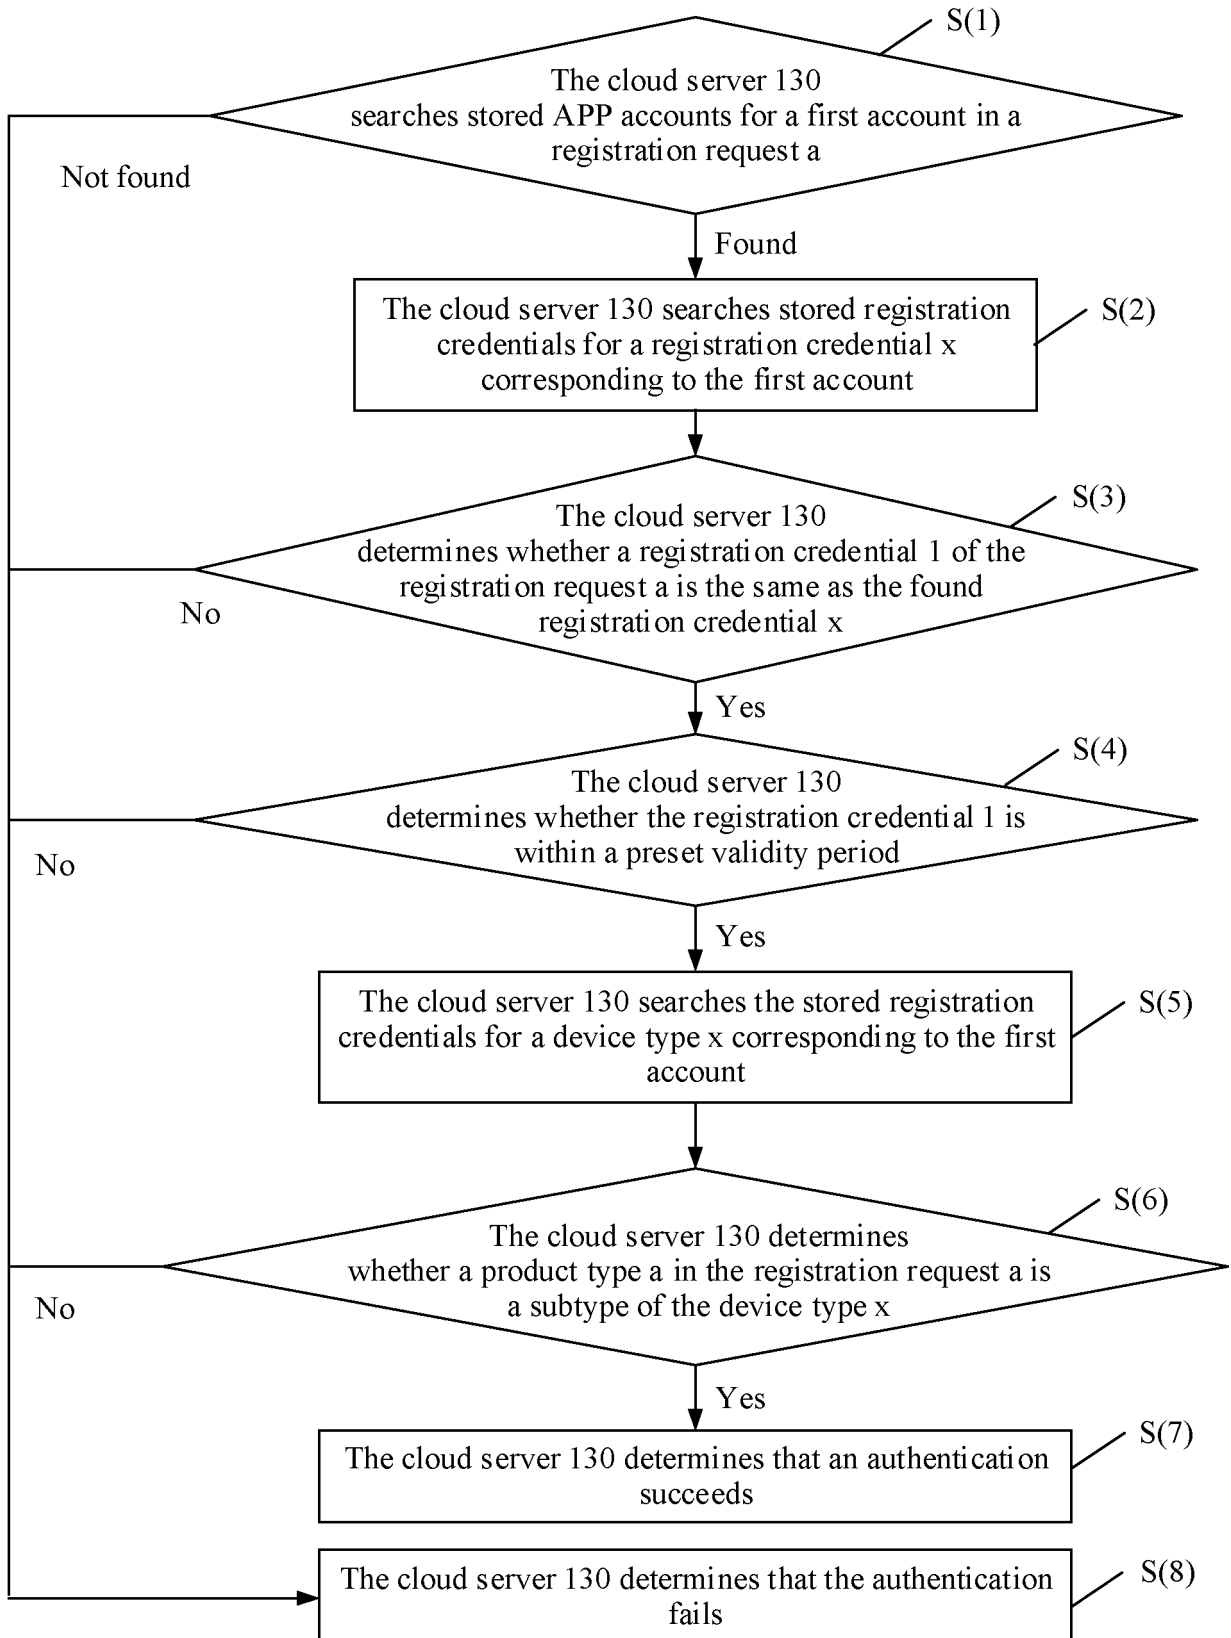 S(1)
The cloud server 130
searches stored APP accounts for a first account in a
registration request a
Not found
Found
The cloud server 130 searches stored registration
credentials for a registration credential x
corresponding to the first account
S(2)
S(3)
The cloud server 130
determines whether a registration credential 1 of the
registration request a is the same as the found
registration credential x
No
Yes
S(4)
The cloud server 130
determines whether the registration credential 1 is
within a preset validity period
No
Yes
The cloud server 130 searches the stored registration
credentials for a device type x corresponding to the first
account
S(5)
S(6)
The cloud server 130 determines
whether a product type a in the registration request a is
a subtype of the device type x
No
Yes
S(7)
The cloud server 130 determines that an authentication
succeeds
S(8)
The cloud server 130 determines that the authentication
fails